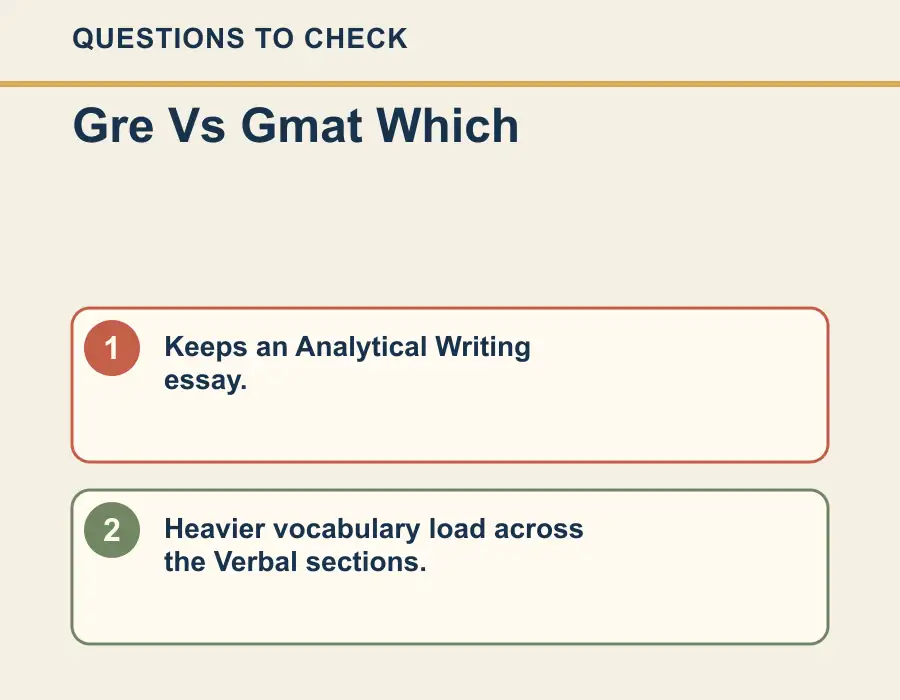 QUESTIONS TO CHECK
Gre Vs Gmat Which
1
Keeps an Analytical Writing
essay.
2
Heavier vocabulary load across
the Verbal sections.